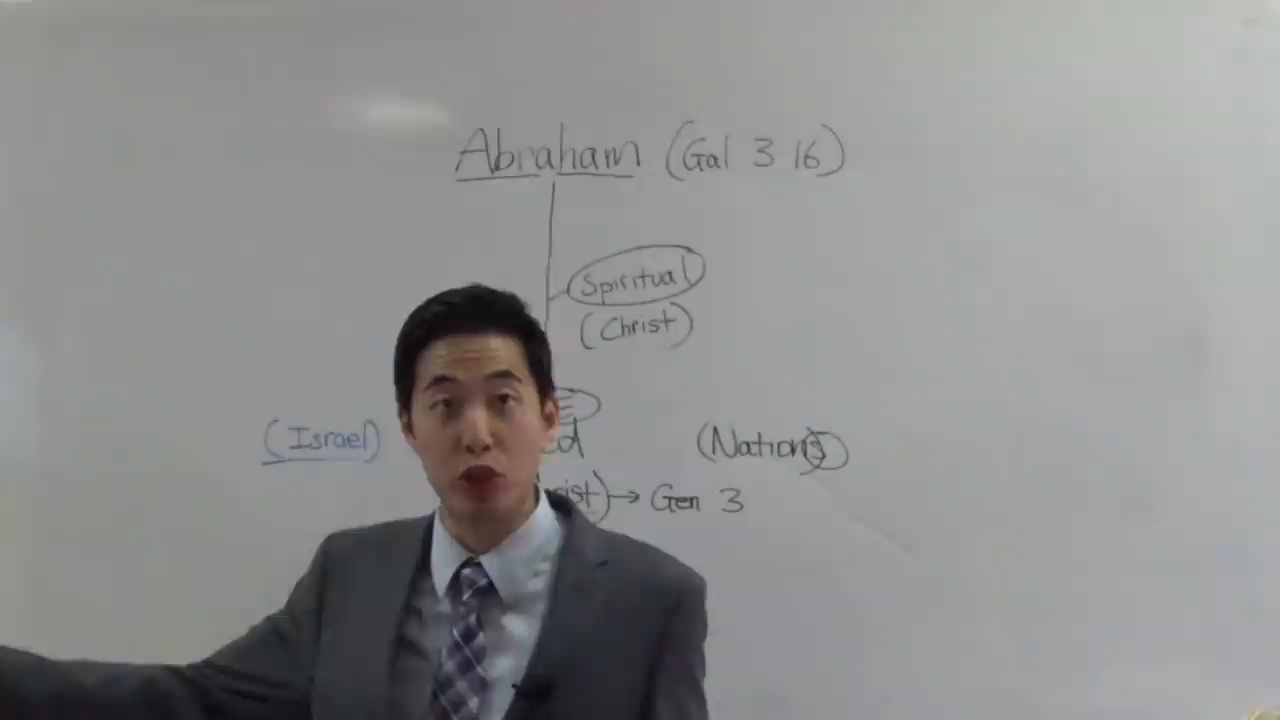 Abraham (Gal 3 16)
Spiritual
(Christ)
(Israel) (Nations)
→ Gen 3